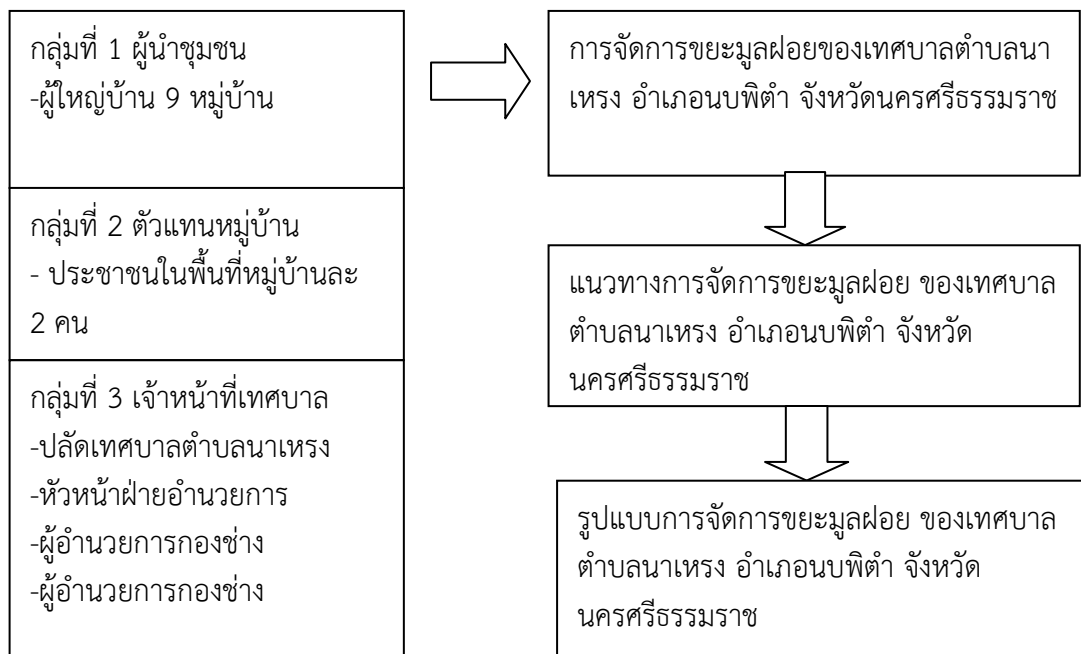 กลุ่มที่ 1 ผู้นำชุมชน
-ผู้ใหญ่บ้าน 9 หมู่บ้าน
กลุ่มที่ 2 ตัวแทนหมู่บ้าน
- ประชาชนในพื้นที่หมู่บ้านละ
2 คน
กลุ่มที่ 3 เจ้าหน้าที่เทศบาล
-ปลัดเทศบาลตำบลนาเหรง
-หัวหน้าฝ่ายอำนวยการ
-ผู้อำนวยการกองช่าง
-ผู้อำนวยการกองช่าง
การจัดการขยะมูลฝอยของเทศบาลตำบลนา
เหรง อำเภอนบพิตำ จังหวัดนครศรีธรรมราช
แนวทางการจัดการขยะมูลฝอย ของเทศบาล
ตำบลนาเหรง อำเภอนบพิตำ จังหวัด
นครศรีธรรมราช
รูปแบบการจัดการขยะมูลฝอย ของเทศบาล
ตำบลนาเหรง อำเภอนบพิตำ จังหวัด
นครศรีธรรมราช